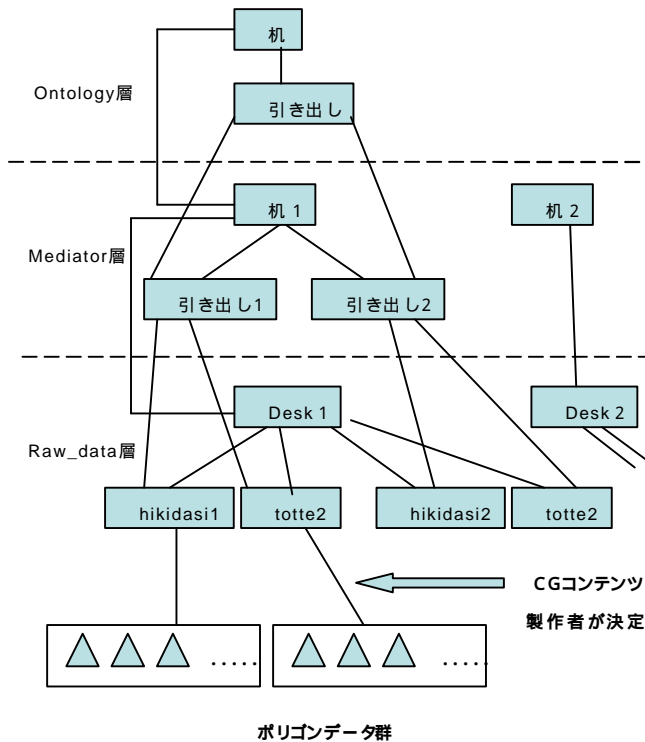 机
Ontology層
引き出し
机 1
机 2
Mediator層
引き出し1
引き出し2
Desk 1
Desk 2
Raw_data層
hikidasi1
totte2
hikidasi2
totte2
CGコンテンツ
製作者が決定
.....
.....
ポリゴンデータ群